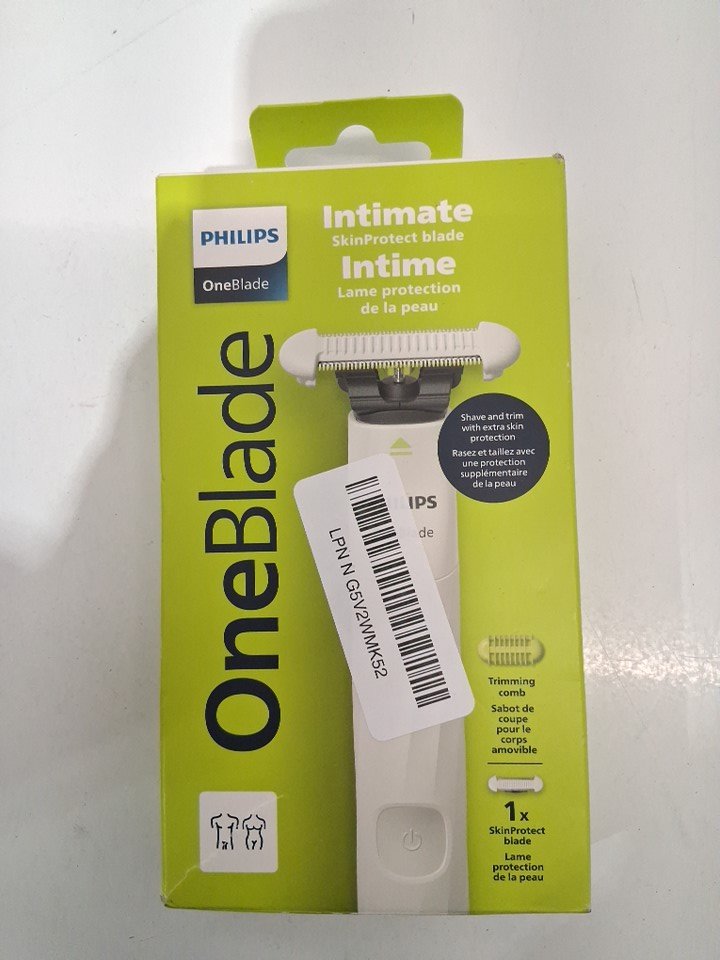 PHILIPS
OneBlade
Intimate
SkinProtect blade
Intime
Lame protection
de la peau
OneBlade
Shave and trim
with extra skin
protection
Rasez et taillez avec
une protection
supplémentaire
de la peau
LPN N G5V2WMK52
Trimming
comb
Sabot de
coupe
pour le
corps
amovible
1x
SkinProtect
blade
Lame
protection
de la peau